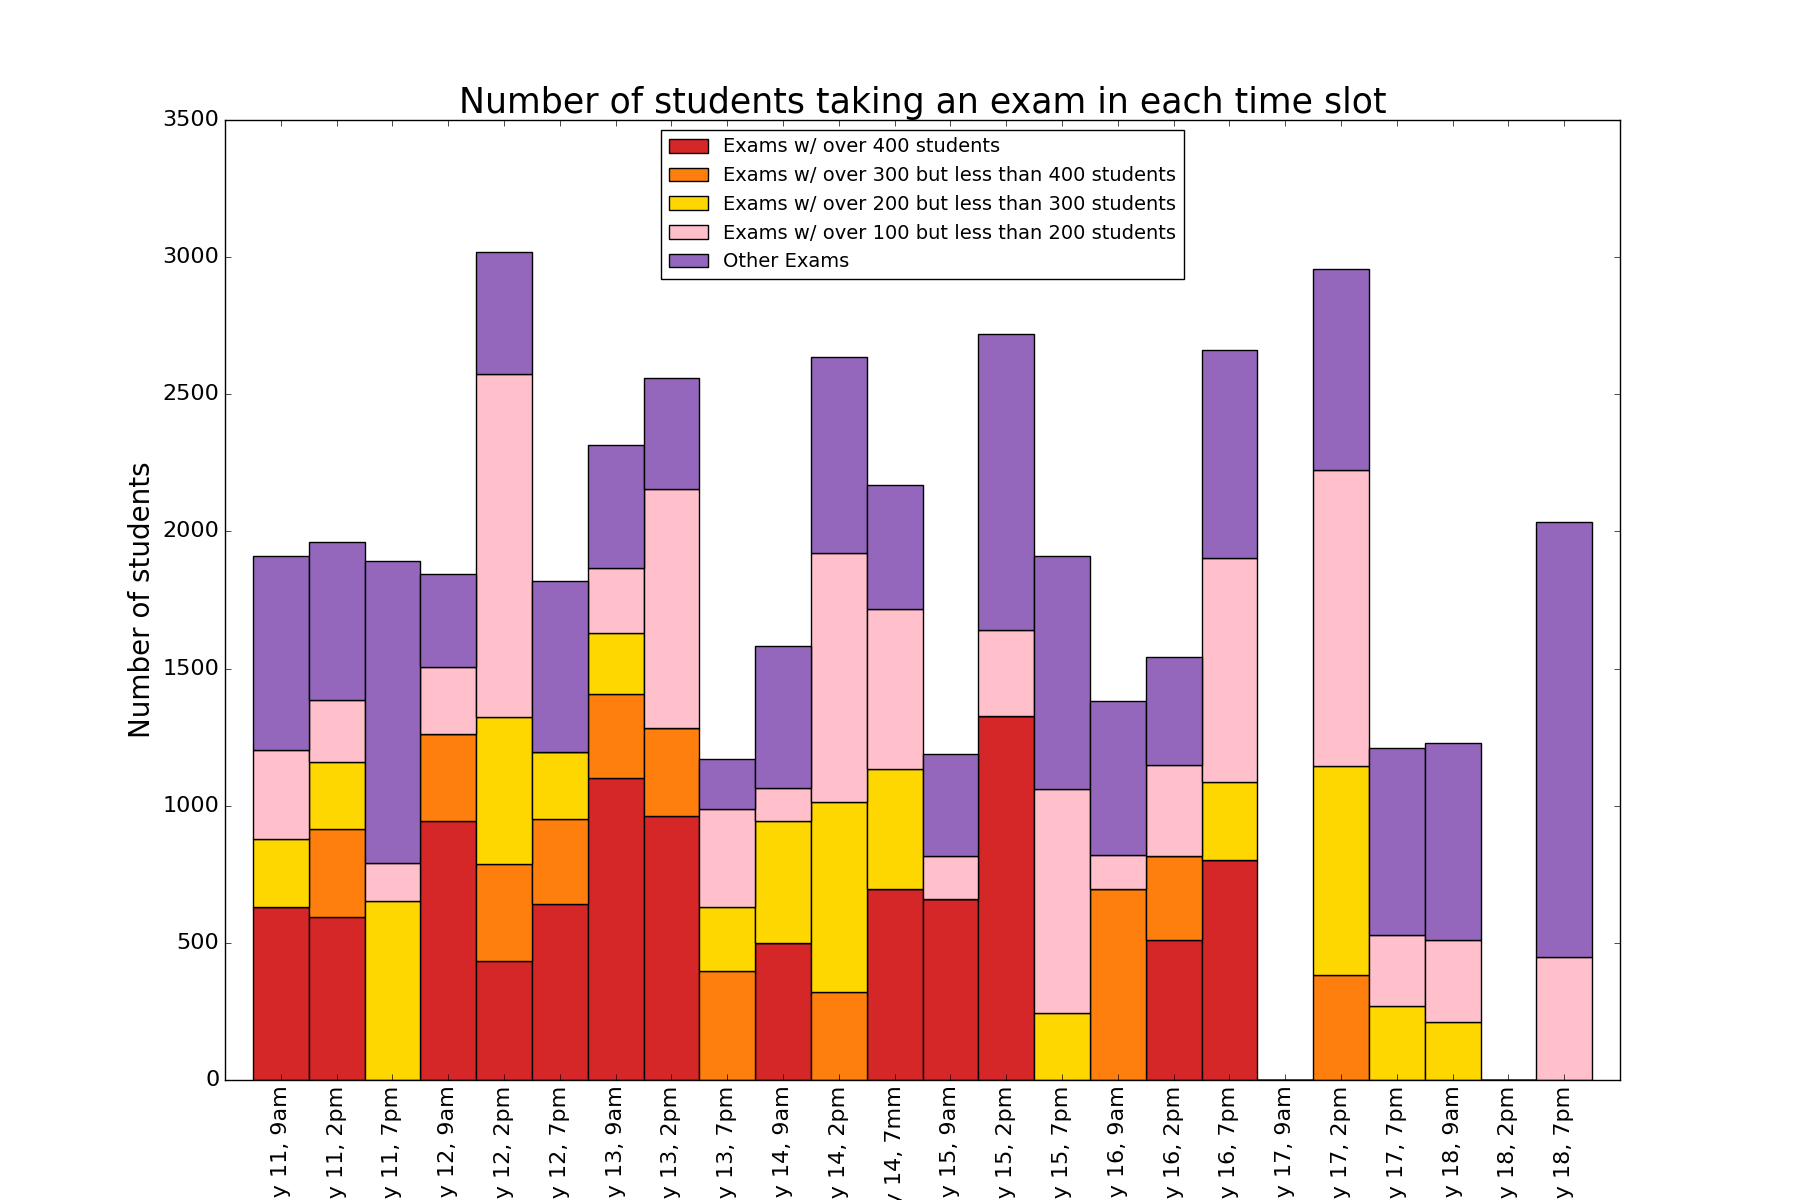 Number of students taking an exam in each time slot
Exams w/ over 400 students
Exams w/ over 300 but less than 400 students
Exams w/ over 200 but less than 300 students
Exams w/ over 100 but less than 200 students
Other Exams
Number of students
3500
3000
2500
2000
1500
1000
500
0
y 11, 9am
y 11, 2pm
y 11, 7pm
y 12, 9am
y 12, 2pm
y 12, 7pm
y 13, 9am
y 13, 2pm
y 13, 7pm
y 14, 9am
y 14, 2pm
y 14, 7mm
y 15, 9am
y 15, 2pm
y 15, 7pm
y 16, 9am
y 16, 2pm
y 16, 7pm
y 17, 9am
y 17, 2pm
y 17, 7pm
y 18, 9am
y 18, 2pm
y 18, 7pm